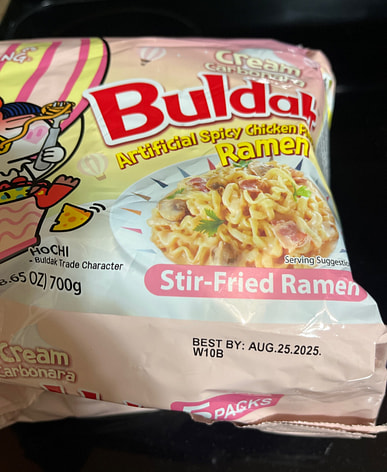 Cream
Carbonara
Buldak
Artificial Spicy Chicken
Ramen
HOCHI
- Buldak Trade Character
Serving Suggestion
.65 OZ) 700g
Stir-Fried Ramen
BEST BY: AUG.25.2025.
W10B
Cream
Carbonara
5 PACKS